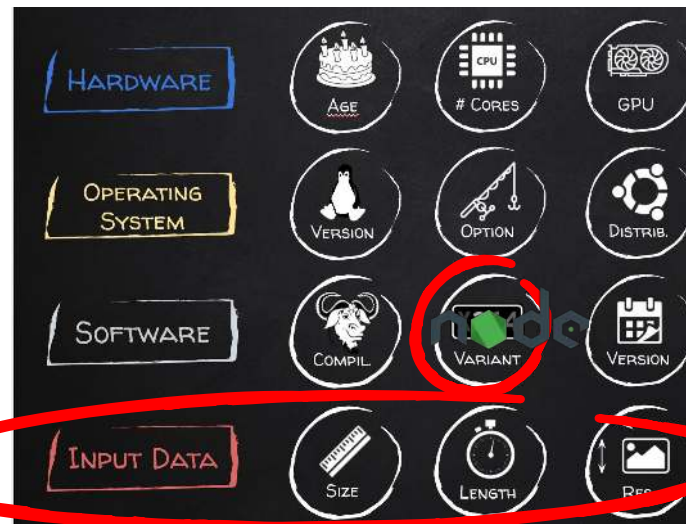 HARDWARE
AGE
CPU
# CORES
GPU
OPERATING
SYSTEM
VERSION
OPTION
DISTRIB.
SOFTWARE
COMPIL.
node
VARIANT
VERSION
INPUT DATA
SIZE
LENGTH
RES.